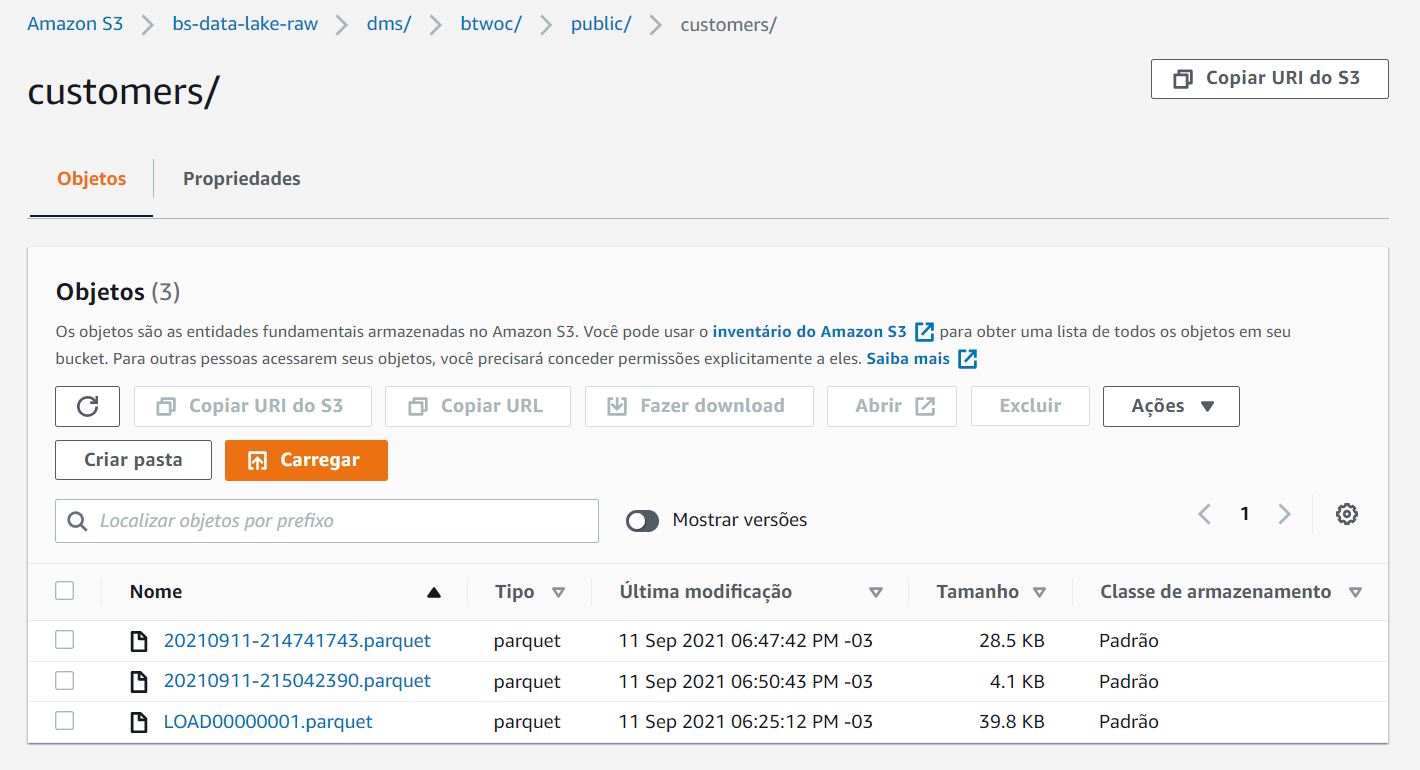 Amazon S3 bs-data-lake-raw dms/ btwoc/ public/ customers/
customers/
Copiar URI do S3
Objetos Propriedades
Objetos (3)
Os objetos são as entidades fundamentais armazenadas no Amazon S3. Você pode usar o inventário do Amazon S3 para obter uma lista de todos os objetos em seu
bucket. Para outras pessoas acessarem seus objetos, você precisará conceder permissões explicitamente a eles. Saiba mais
Copiar URI do S3 Copiar URL Fazer download Abrir Excluir Ações
Criar pasta Carregar
Localizar objetos por prefixo Mostrar versões 1
Nome Tipo Última modificação Tamanho Classe de armazenamento
20210911-214741743.parquet parquet 11 Sep 2021 06:47:42 PM -03 28.5 KB Padrão
20210911-215042390.parquet parquet 11 Sep 2021 06:50:43 PM -03 4.1 KB Padrão
LOAD00000001.parquet parquet 11 Sep 2021 06:25:12 PM -03 39.8 KB Padrão